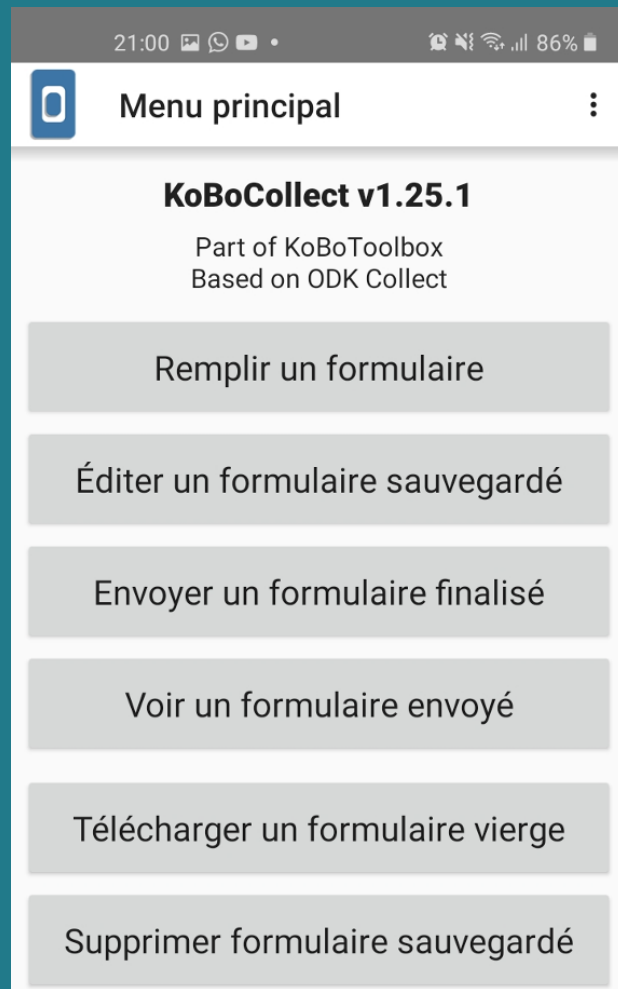 21:00 86%
Menu principal
KoBoCollect v1.25.1
Part of KoBoToolbox
Based on ODK Collect
Remplir un formulaire
Éditer un formulaire sauvegardé
Envoyer un formulaire finalisé
Voir un formulaire envoyé
Télécharger un formulaire vierge
Supprimer formulaire sauvegardé